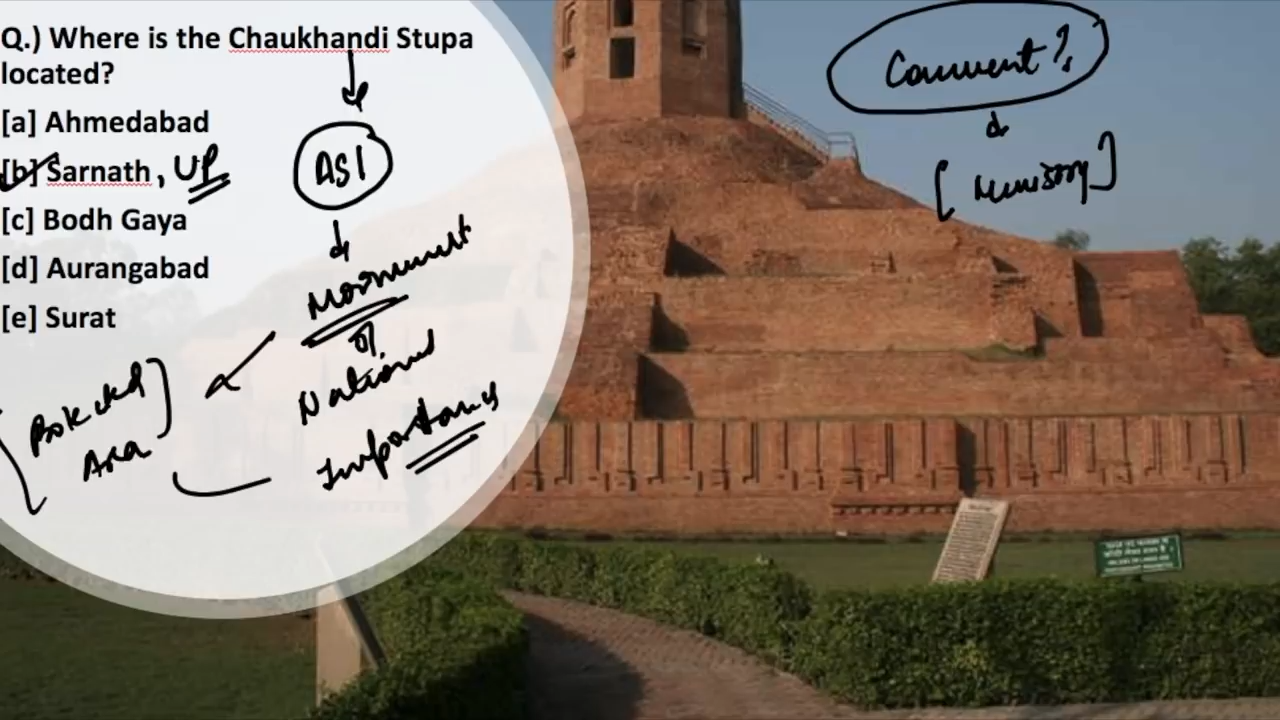 Q.) Where is the Chaukhandi Stupa
located?
[a] Ahmedabad
[b] Sarnath, UP
[c] Bodh Gaya
[d] Aurangabad
[e] Surat
ASI
Monument
of
National
Importance
Area
Comment?
[Ministry]